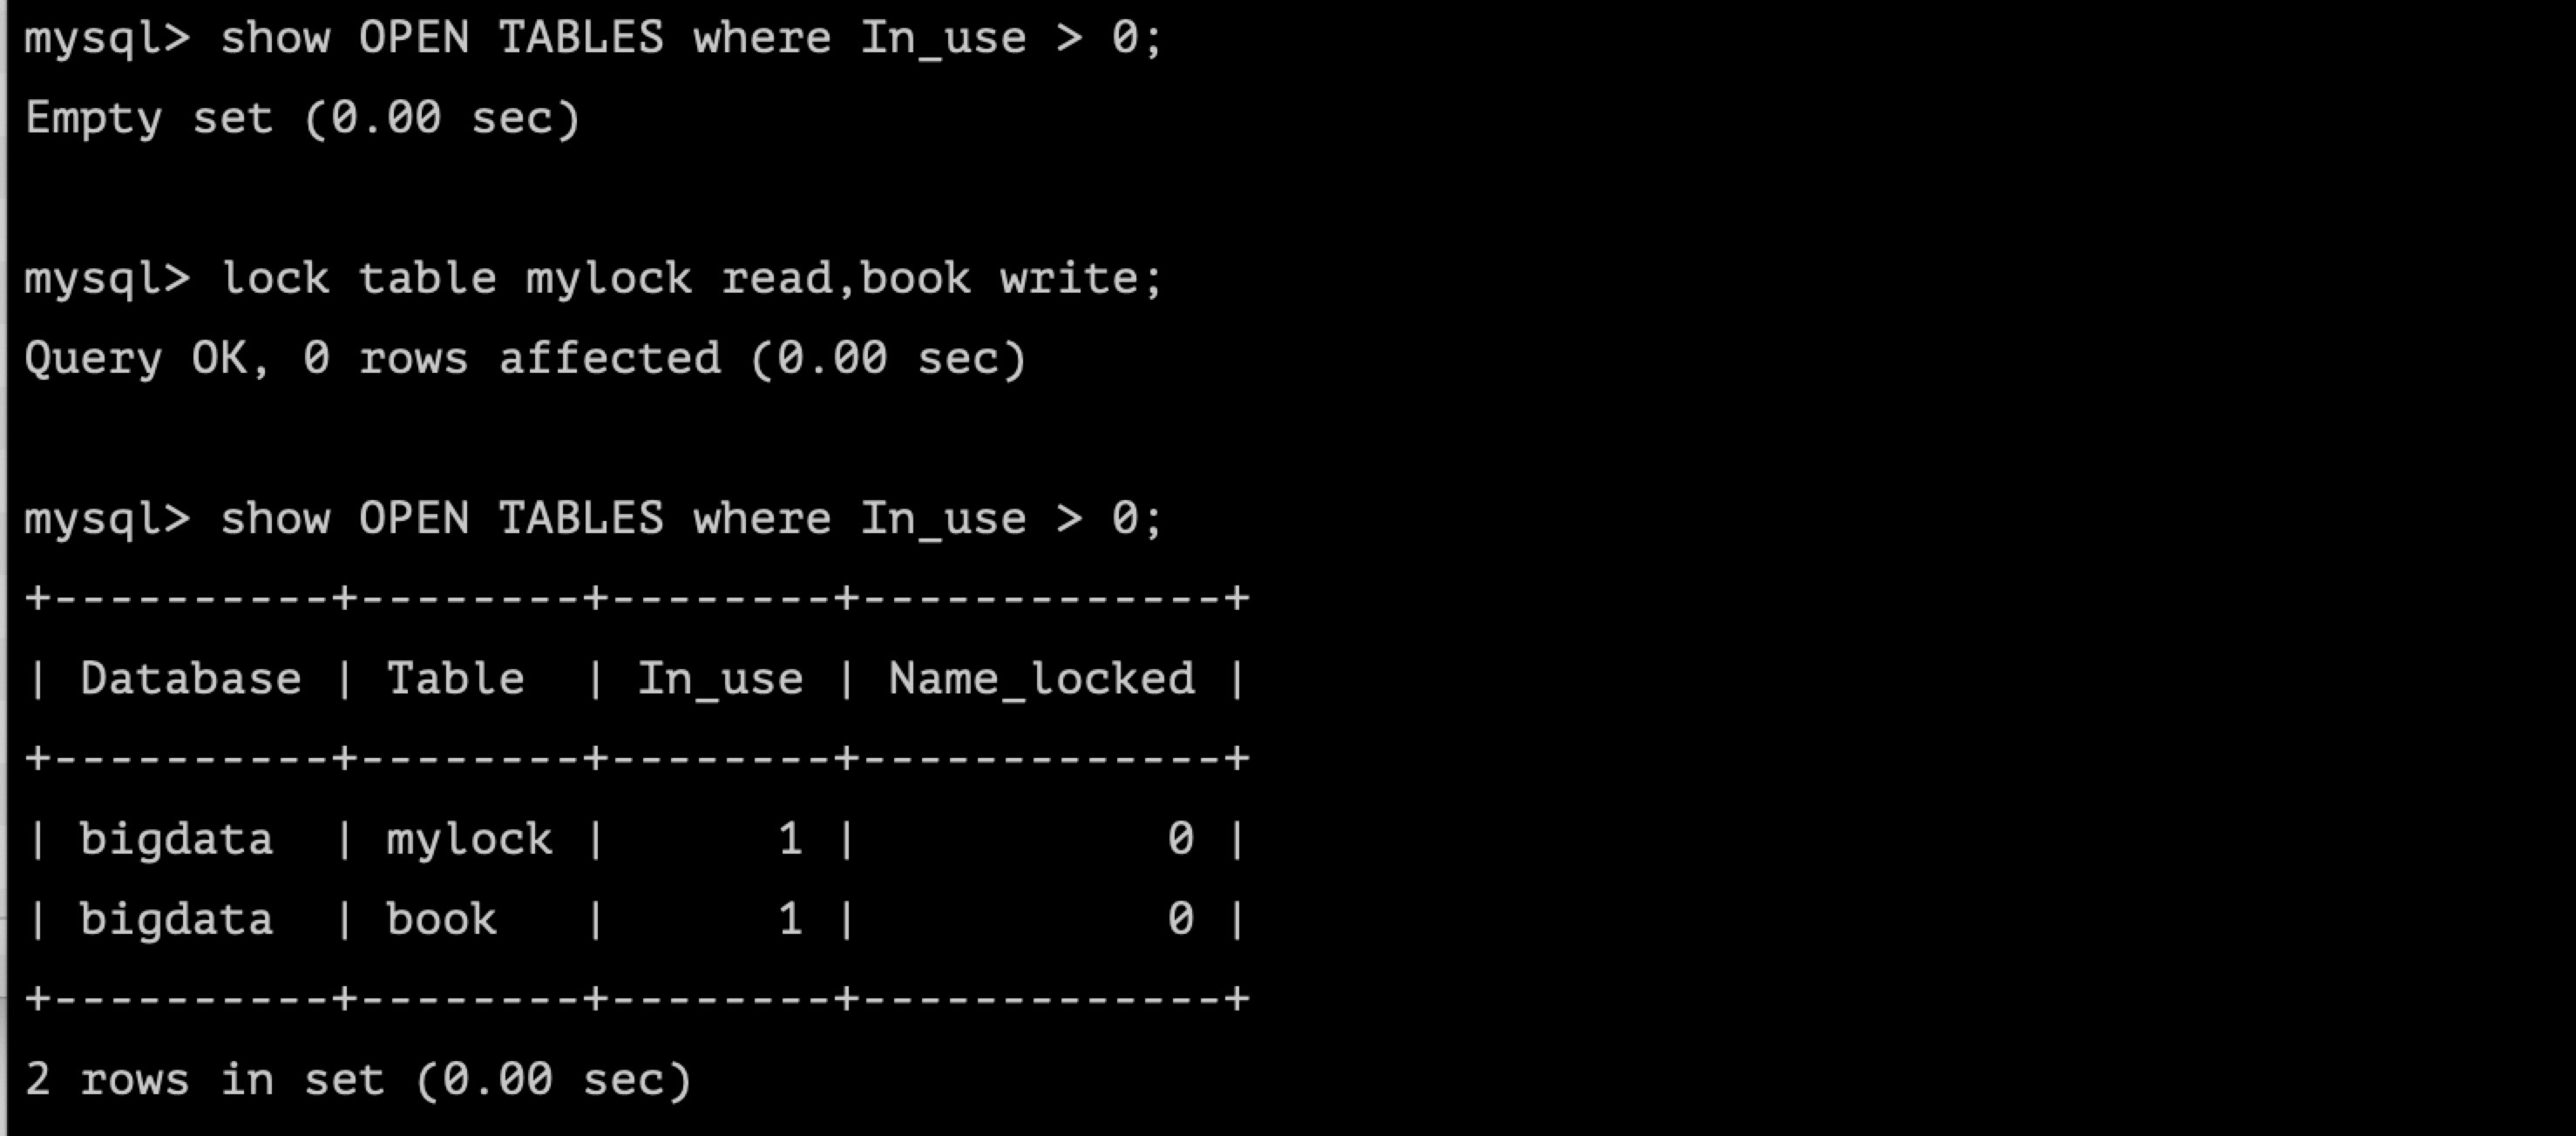 mysql> show OPEN TABLES where In_use > 0;
Empty set (0.00 sec)
mysql> lock table mylock read,book write;
Query OK, 0 rows affected (0.00 sec)
mysql> show OPEN TABLES where In_use > 0;
+----------+--------+--------+-------------+
| Database | Table  | In_use | Name_locked |
+----------+--------+--------+-------------+
| bigdata  | mylock |      1 |           0 |
| bigdata  | book   |      1 |           0 |
+----------+--------+--------+-------------+
2 rows in set (0.00 sec)